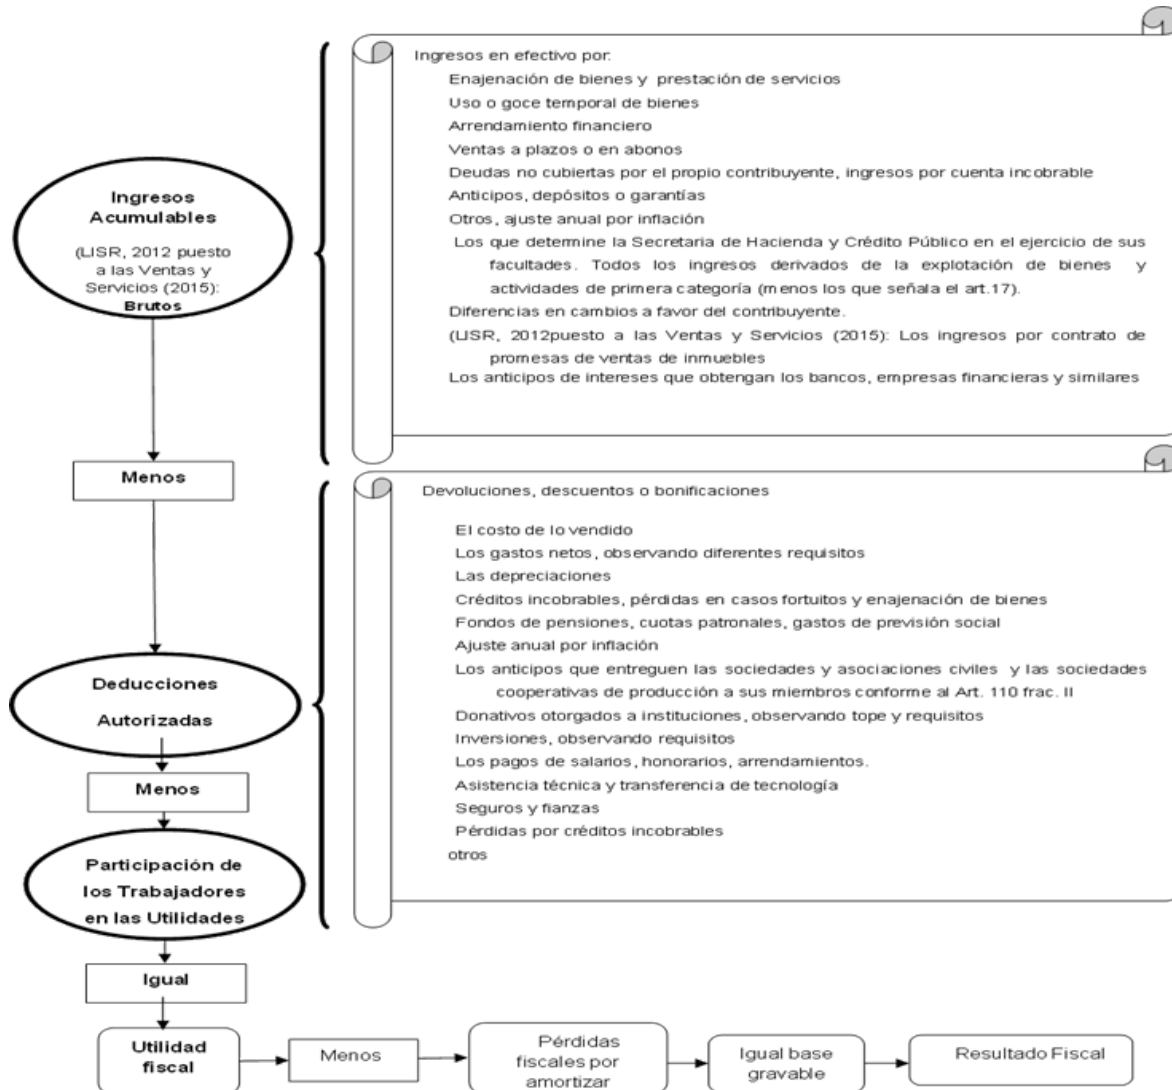 Ingresos en efectivo por:
Enajenación de bienes y prestación de servicios
Uso o goce temporal de bienes
Arrendamiento financiero
Ventas a plazos o en abonos
Deudas no cubiertas por el propio contribuyente, ingresos por cuenta incobrable
Anticipos, depósitos o garantías
Otros, ajuste anual por inflación
Los que determine la Secretaria de Hacienda y Crédito Público en el ejercicio de sus
facultades. Todos los ingresos derivados de la explotación de bienes y
actividades de primera categoría (menos los que señala el art.17).
Diferencias en cambios a favor del contribuyente.
(LISR, 2012puesto a las Ventas y Servicios (2015): Los ingresos por contrato de
promesas de ventas de inmuebles
Los anticipos de intereses que obtengan los bancos, empresas financieras y similares
Ingresos
Acumulables
(LISR, 2012 puesto
a las Ventas y
Servicios (2015):
Brutos
Menos
Devoluciones, descuentos o bonificaciones
El costo de lo vendido
Los gastos netos, observando diferentes requisitos
Las depreciaciones
Créditos incobrables, pérdidas en casos fortuitos y enajenación de bienes
Fondos de pensiones, cuotas patronales, gastos de previsión social
Ajuste anual por inflación
Los anticipos que entreguen las sociedades y asociaciones civiles y las sociedades
cooperativas de producción a sus miembros conforme al Art. 110 frac. II
Donativos otorgados a instituciones, observando tope y requisitos
Inversiones, observando requisitos
Los pagos de salarios, honorarios, arrendamientos.
Asistencia técnica y transferencia de tecnología
Seguros y fianzas
Pérdidas por créditos incobrables
otros
Deducciones
Autorizadas
Menos
Participación de
los Trabajadores
en las Utilidades
Igual
Utilidad
fiscal
Menos
Pérdidas
fiscales por
amortizar
Igual base
gravable
Resultado Fiscal